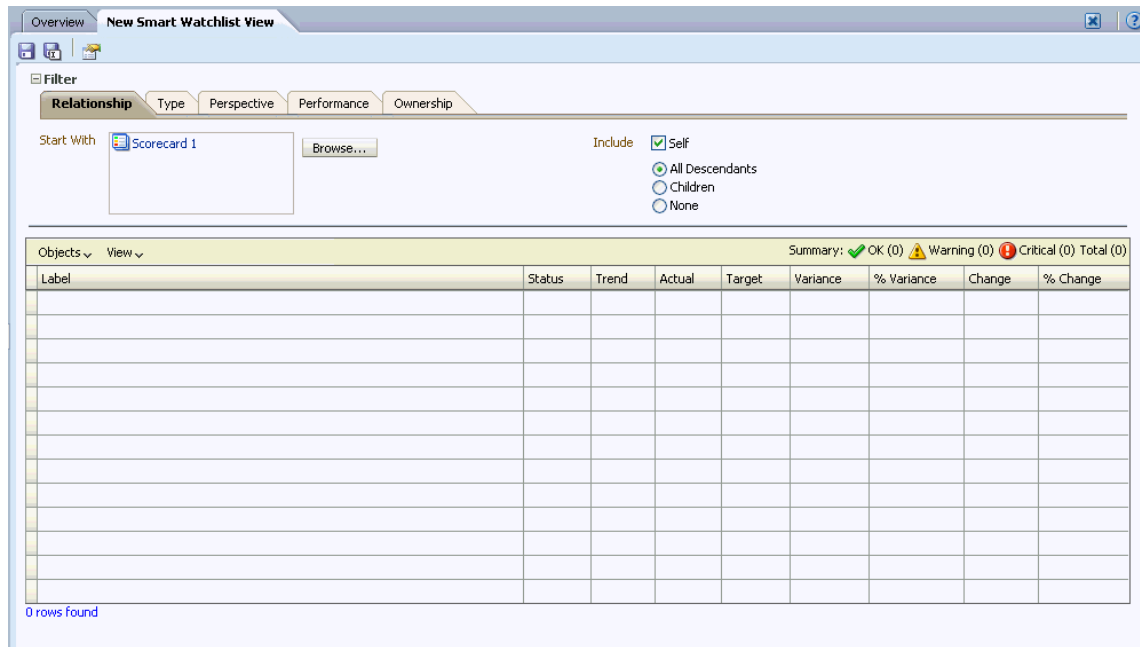 Overview New Smart Watchlist View
Filter
Relationship Type Perspective Performance Ownership
Start With Scorecard 1 Browse... Include Self
All Descendants
Children
None
Objects View Summary: OK (0) Warning (0) Critical (0) Total (0)
Label Status Trend Actual Target Variance % Variance Change % Change
0 rows found